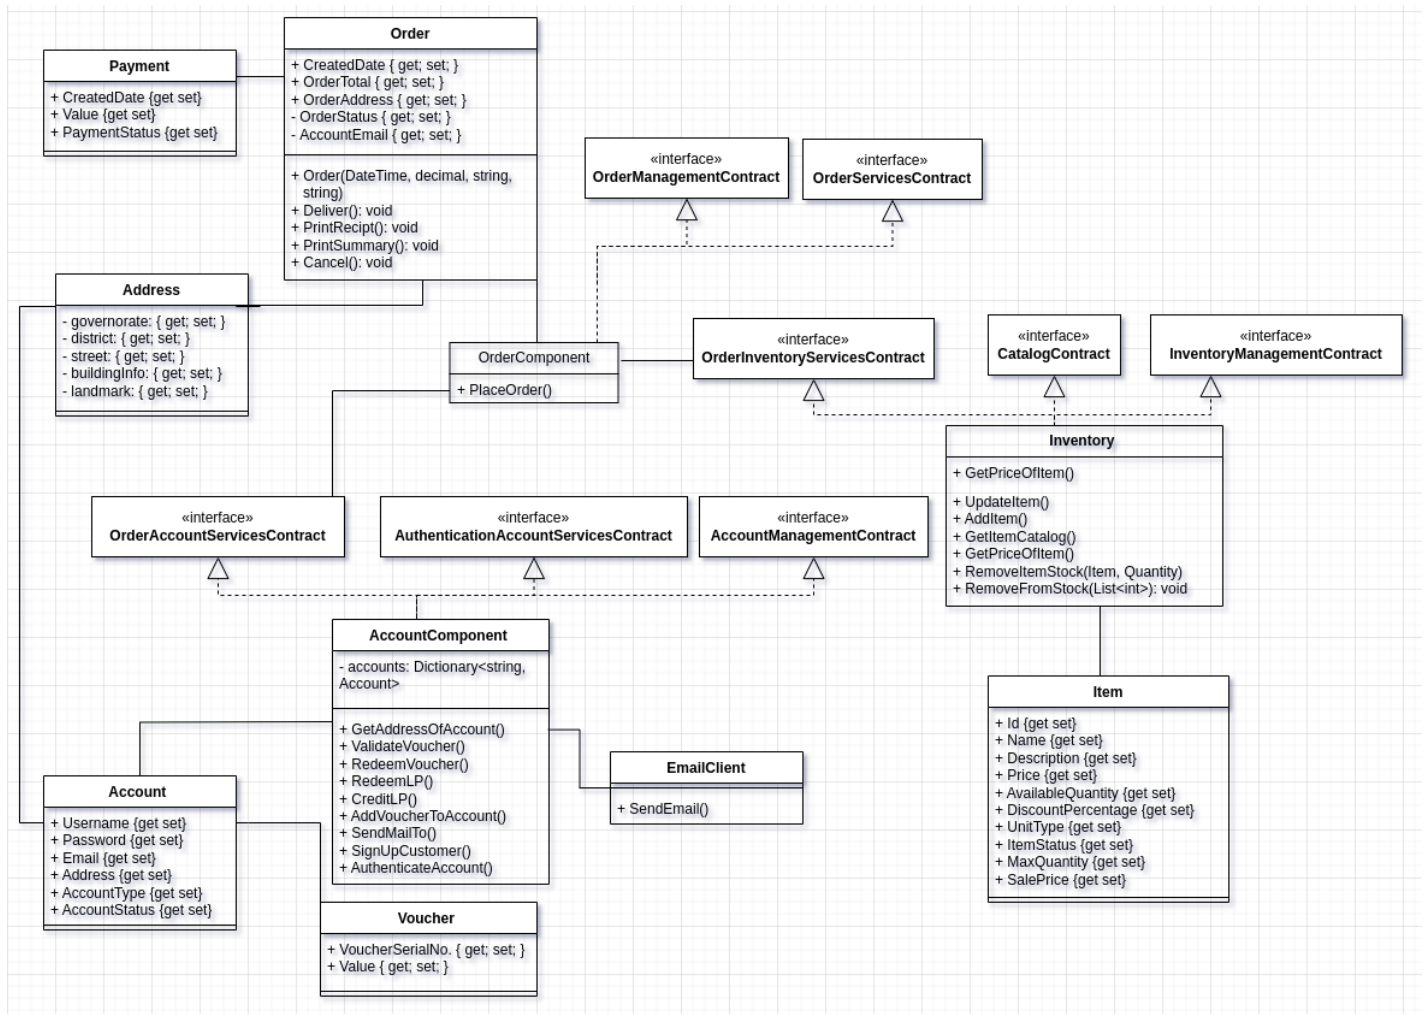 Order
+ CreatedDate { get; set; }
+ OrderTotal { get; set; }
+ OrderAddress { get; set; }
- OrderStatus { get; set; }
- AccountEmail { get; set; }
+ Order(DateTime, decimal, string,
string)
+ Deliver(): void
+ PrintRecipt(): void
+ PrintSummary(): void
+ Cancel(): void
Payment
+ CreatedDate {get set}
+ Value {get set}
+ PaymentStatus {get set}
«interface»
OrderManagementContract
«interface»
OrderServicesContract
Address
- governorate: { get; set; }
- district: { get; set; }
- street: { get; set; }
- buildingInfo: { get; set; }
- landmark: { get; set; }
OrderComponent
+ PlaceOrder()
«interface»
OrderInventoryServicesContract
«interface»
CatalogContract
«interface»
InventoryManagementContract
Inventory
+ GetPriceOfItem()
+ UpdateItem()
+ AddItem()
+ GetItemCatalog()
+ GetPriceOfItem()
+ RemoveItemStock(Item, Quantity)
+ RemoveFromStock(List<int>): void
«interface»
OrderAccountServicesContract
«interface»
AuthenticationAccountServicesContract
«interface»
AccountManagementContract
AccountComponent
- accounts: Dictionary<string,
Account>
+ GetAddressOfAccount()
+ ValidateVoucher()
+ RedeemVoucher()
+ RedeemLP()
+ CreditLP()
+ AddVoucherToAccount()
+ SendMailTo()
+ SignUpCustomer()
+ AuthenticateAccount()
Item
+ Id {get set}
+ Name {get set}
+ Description {get set}
+ Price {get set}
+ AvailableQuantity {get set}
+ DiscountPercentage {get set}
+ UnitType {get set}
+ ItemStatus {get set}
+ MaxQuantity {get set}
+ SalePrice {get set}
EmailClient
+ SendEmail()
Account
+ Username {get set}
+ Password {get set}
+ Email {get set}
+ Address {get set}
+ AccountType {get set}
+ AccountStatus {get set}
Voucher
+ VoucherSerialNo. { get; set; }
+ Value { get; set; }